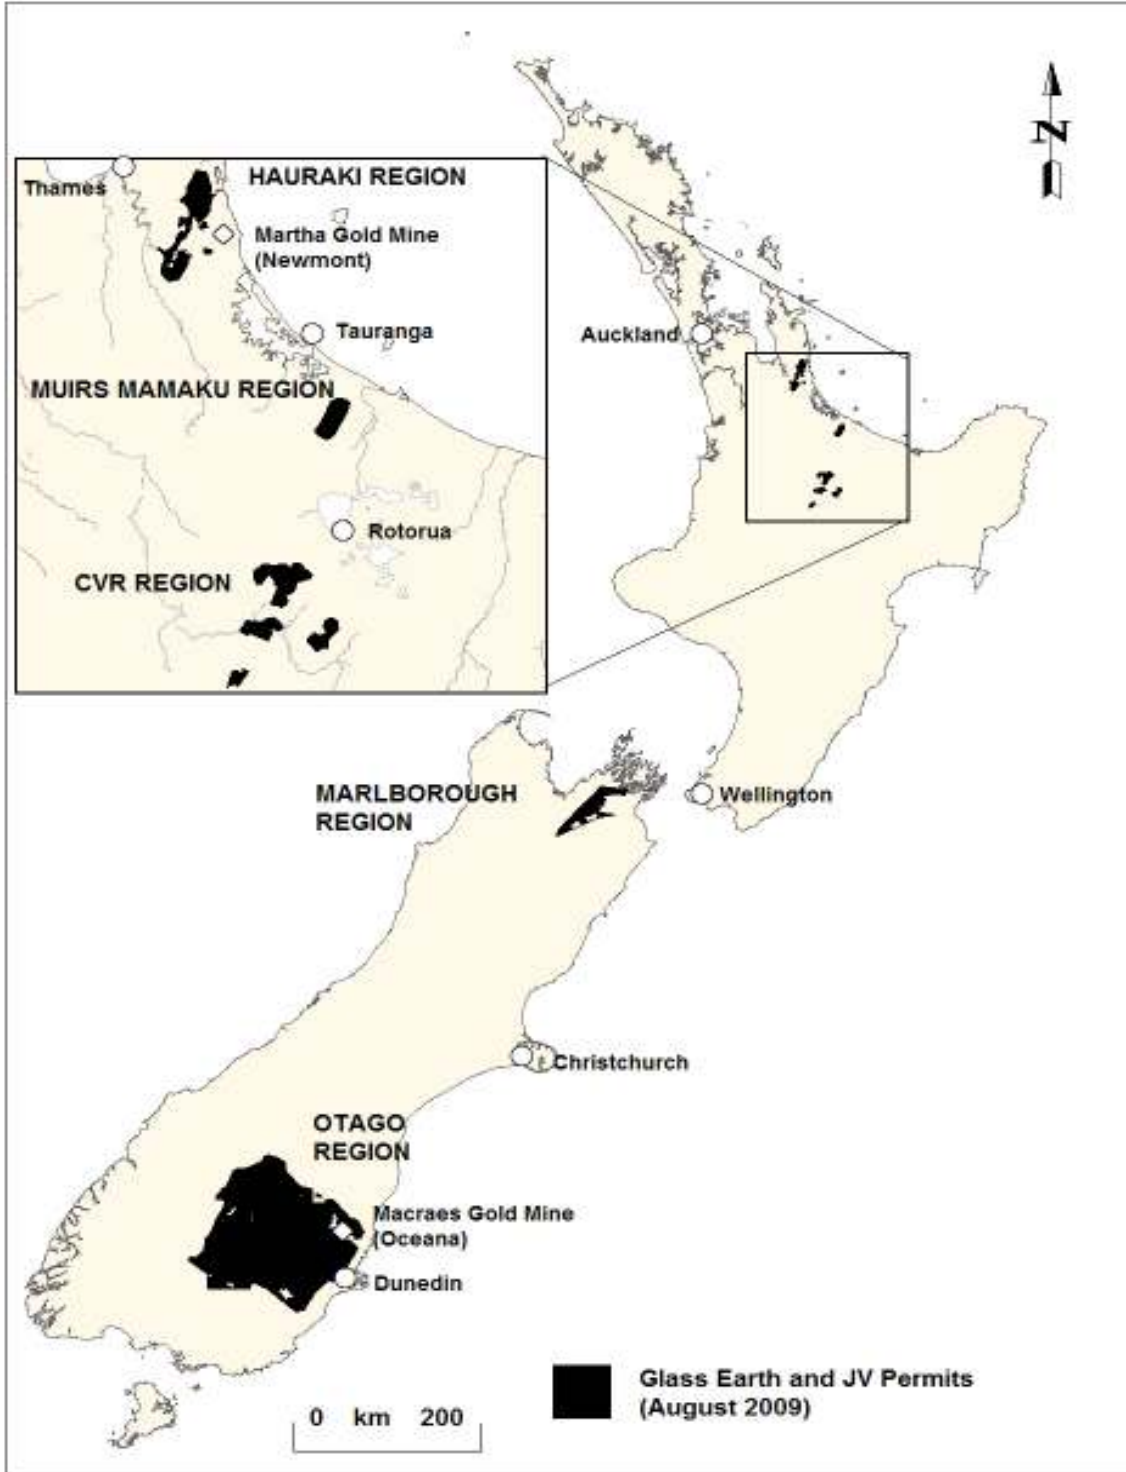 N
Thames
HAURAKI REGION
Martha Gold Mine
(Newmont)
Tauranga
Auckland
MUIRS MAMAKU REGION
Rotorua
CVR REGION
MARLBOROUGH
REGION
Wellington
Christchurch
OTAGO
REGION
Macraes Gold Mine
(Oceana)
Dunedin
Glass Earth and JV Permits
(August 2009)
0 km 200